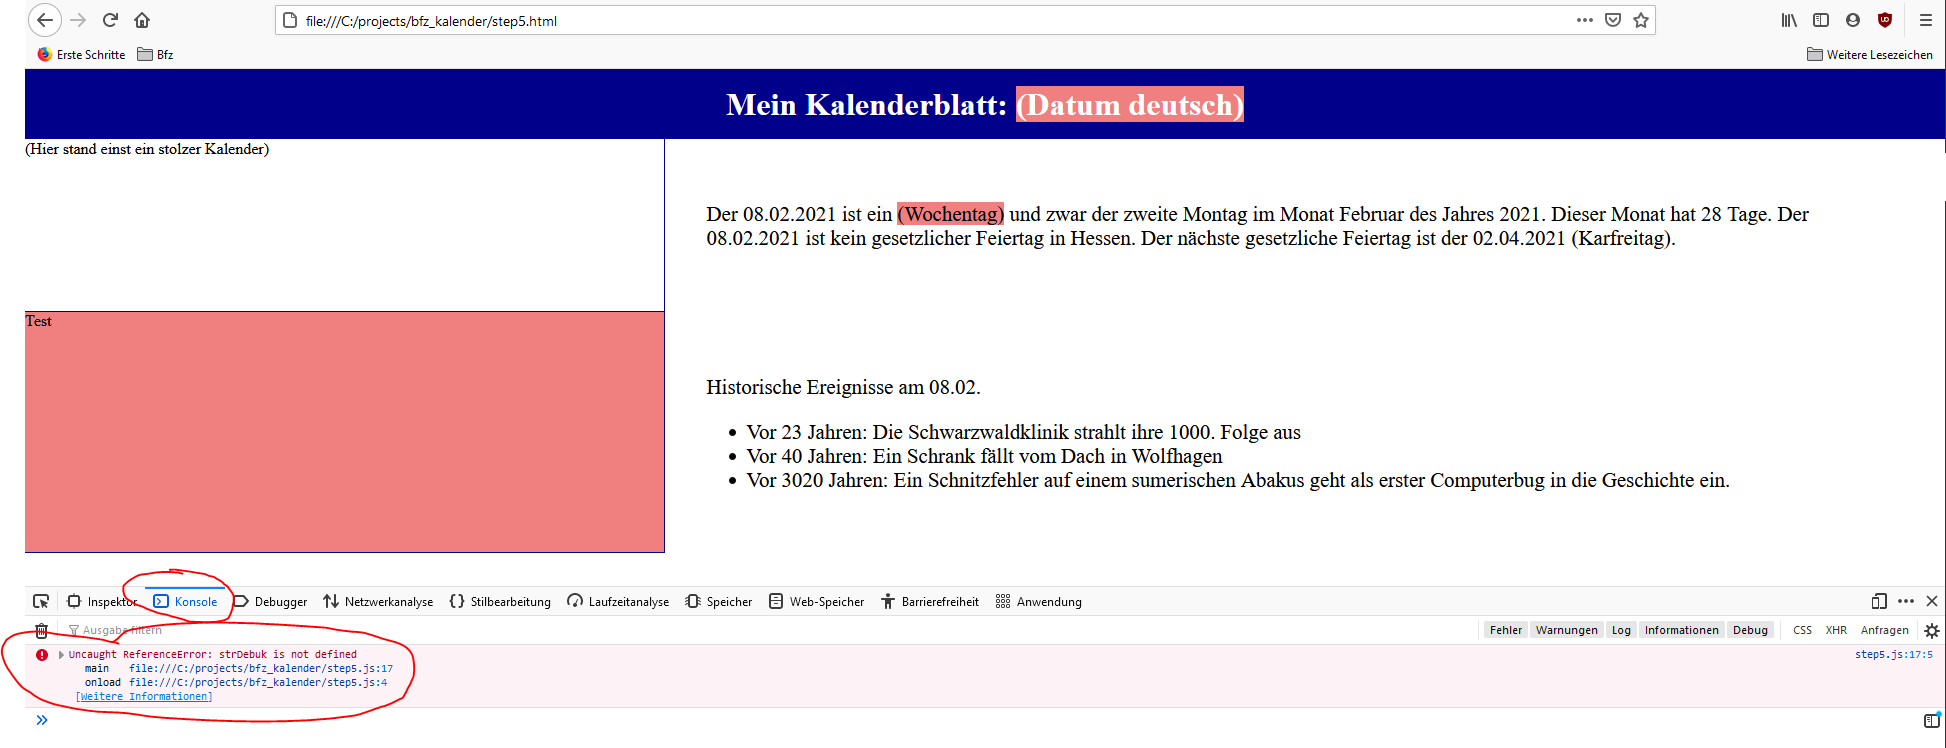 file:///C:/projects/bfz_kalender/step5.html
Erste Schritte Bfz Weitere Lesezeichen
Mein Kalenderblatt: (Datum deutsch)
(Hier stand einst ein stolzer Kalender)
Der 08.02.2021 ist ein (Wochentag) und zwar der zweite Montag im Monat Februar des Jahres 2021. Dieser Monat hat 28 Tage. Der
08.02.2021 ist kein gesetzlicher Feiertag in Hessen. Der nächste gesetzliche Feiertag ist der 02.04.2021 (Karfreitag).
Test
Historische Ereignisse am 08.02.
• Vor 23 Jahren: Die Schwarzwaldklinik strahlt ihre 1000. Folge aus
• Vor 40 Jahren: Ein Schrank fällt vom Dach in Wolfhagen
• Vor 3020 Jahren: Ein Schnitzfehler auf einem sumerischen Abakus geht als erster Computerbug in die Geschichte ein.
Inspektor Konsole Debugger Netzwerkanalyse Stilbearbeitung Laufzeitanalyse Speicher Web-Speicher Barrierefreiheit Anwendung
Ausgabe filtern Fehler Warnungen Log Informationen Debug CSS XHR Anfragen
Uncaught ReferenceError: strDebuk is not defined step5.js:17:5
main file:///C:/projects/bfz_kalender/step5.js:17
onload file:///C:/projects/bfz_kalender/step5.js:4
[Weitere Informationen]